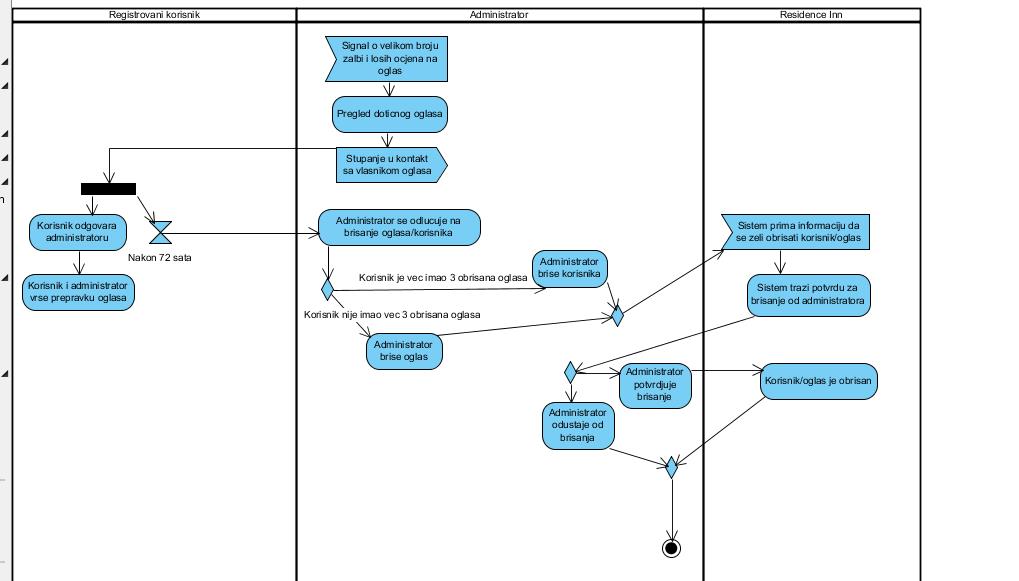 Registrovani korisnik
Administrator
Residence Inn
Signal o velikom broju
zalbi i losih ocjena na
oglas
Pregled doticnog oglasa
Stupanje u kontakt
sa vlasnikom oglasa
Korisnik odgovara
administratoru
Nakon 72 sata
Korisnik i administrator
vrse prepravku oglasa
Administrator se odlucuje na
brisanje oglasa/korisnika
Korisnik je vec imao 3 obrisana oglasa
Administrator
brise korisnika
Korisnik nije imao vec 3 obrisana oglasa
Administrator
brise oglas
Sistem prima informaciju da
se zeli obrisati korisnik/oglas
Sistem trazi potvrdu za
brisanje od administratora
Administrator
potvrdjuje
brisanje
Korisnik/oglas je obrisan
Administrator
odustaje od
brisanja